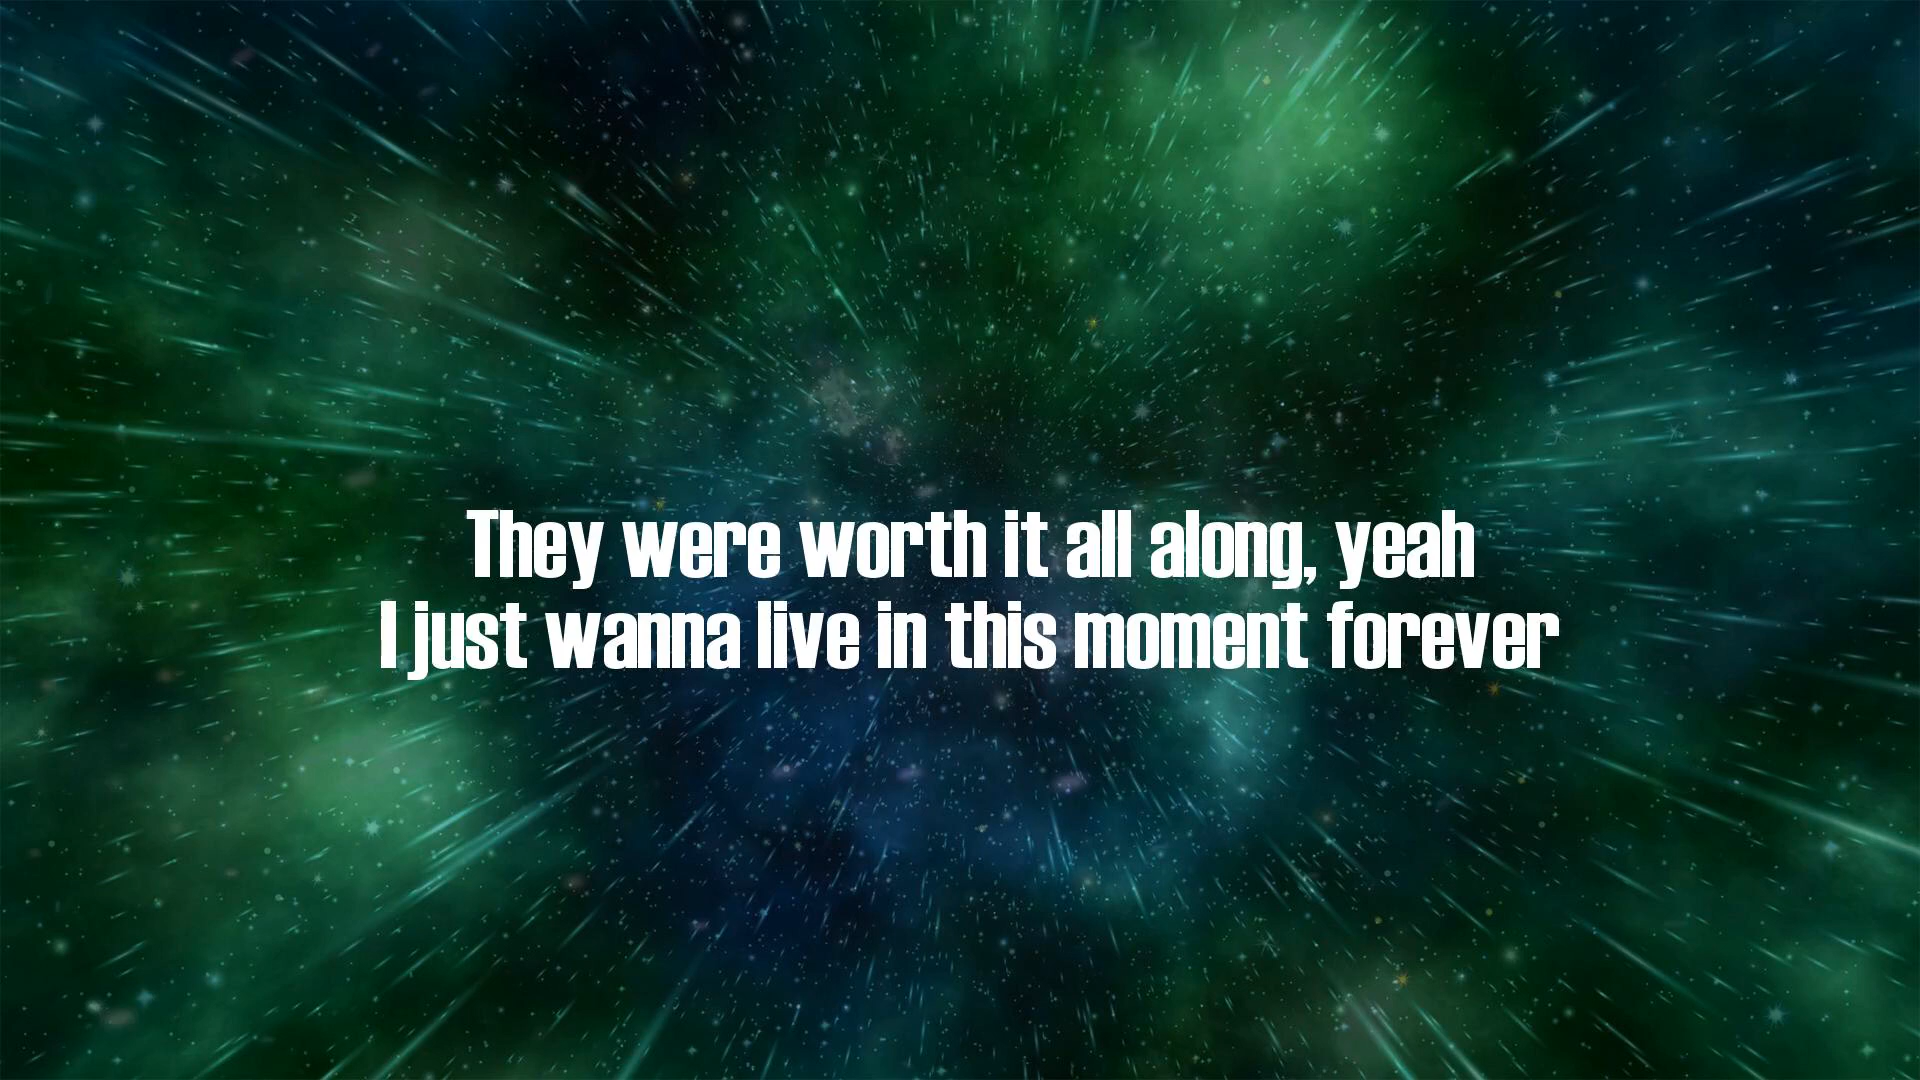 They were worth it all along, yeah
I just wanna live in this moment forever